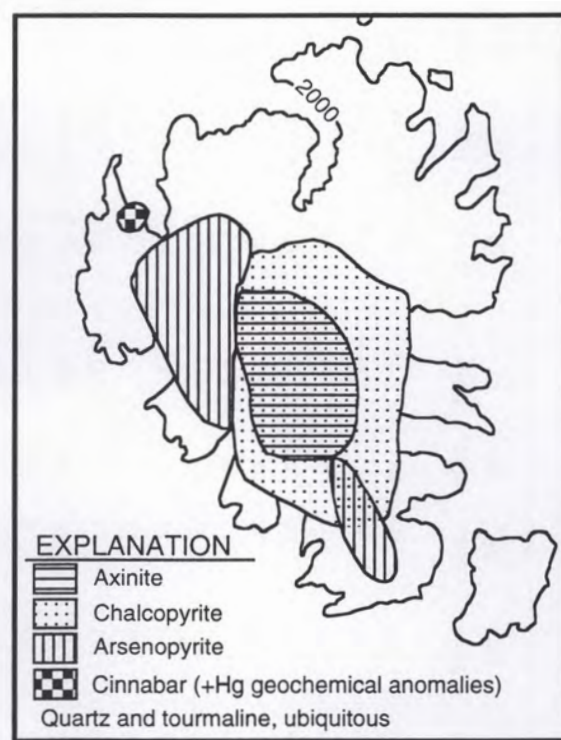 2000
EXPLANATION
Axinite
Chalcopyrite
Arsenopyrite
Cinnabar (+Hg geochemical anomalies)
Quartz and tourmaline, ubiquitous